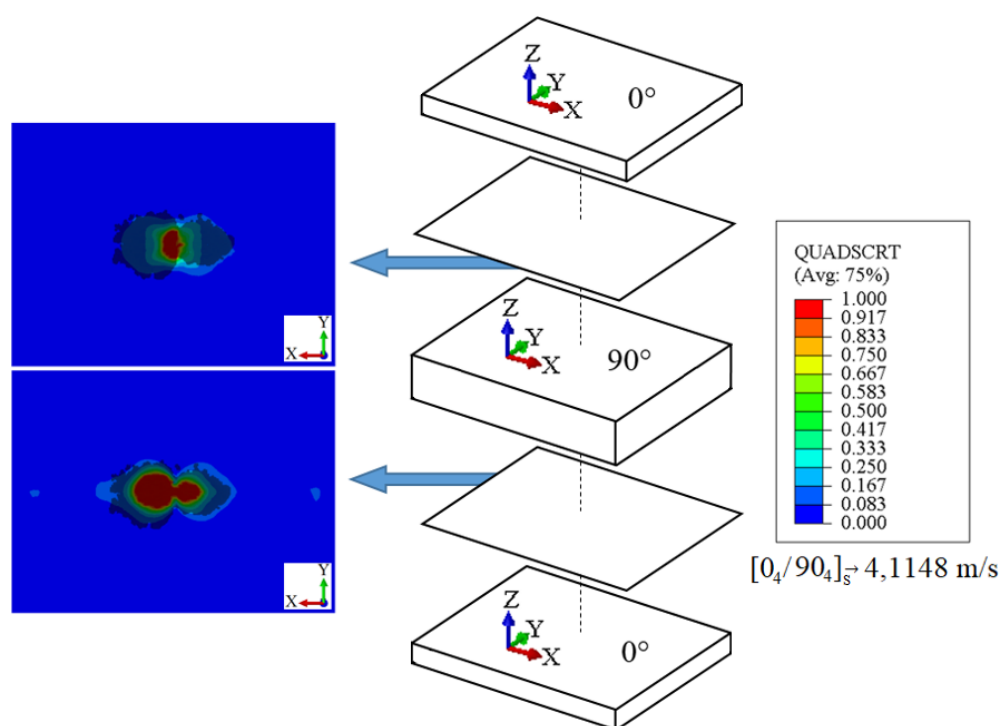 Z
Y
X
0°
Y
X
Z
Y
X
90°
Y
X
Z
Y
X
0°
QUADSCRT
(Avg: 75%)
1.000
0.917
0.833
0.750
0.667
0.583
0.500
0.417
0.333
0.250
0.167
0.083
0.000
[0₄/90₄]ₛ→ 4,1148 m/s